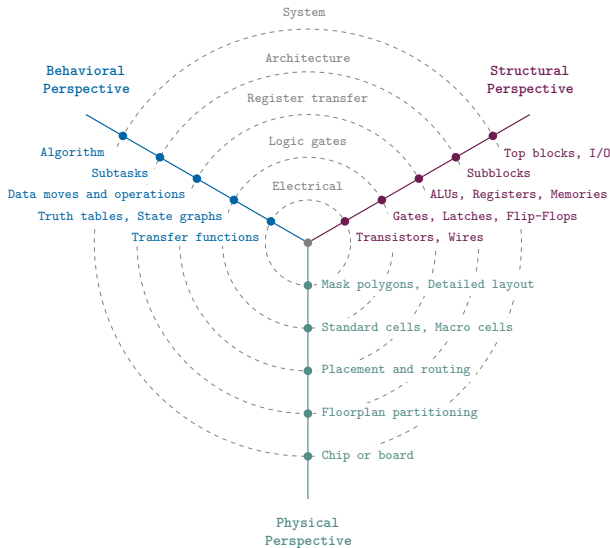 System
Architecture
Register transfer
Logic gates
Electrical
Behavioral
Perspective
Structural
Perspective
Algorithm
Subtasks
Data moves and operations
Truth tables, State graphs
Transfer functions
Top blocks, I/O
Subblocks
ALUs, Registers, Memories
Gates, Latches, Flip-Flops
Transistors, Wires
Mask polygons, Detailed layout
Standard cells, Macro cells
Placement and routing
Floorplan partitioning
Chip or board
Physical
Perspective